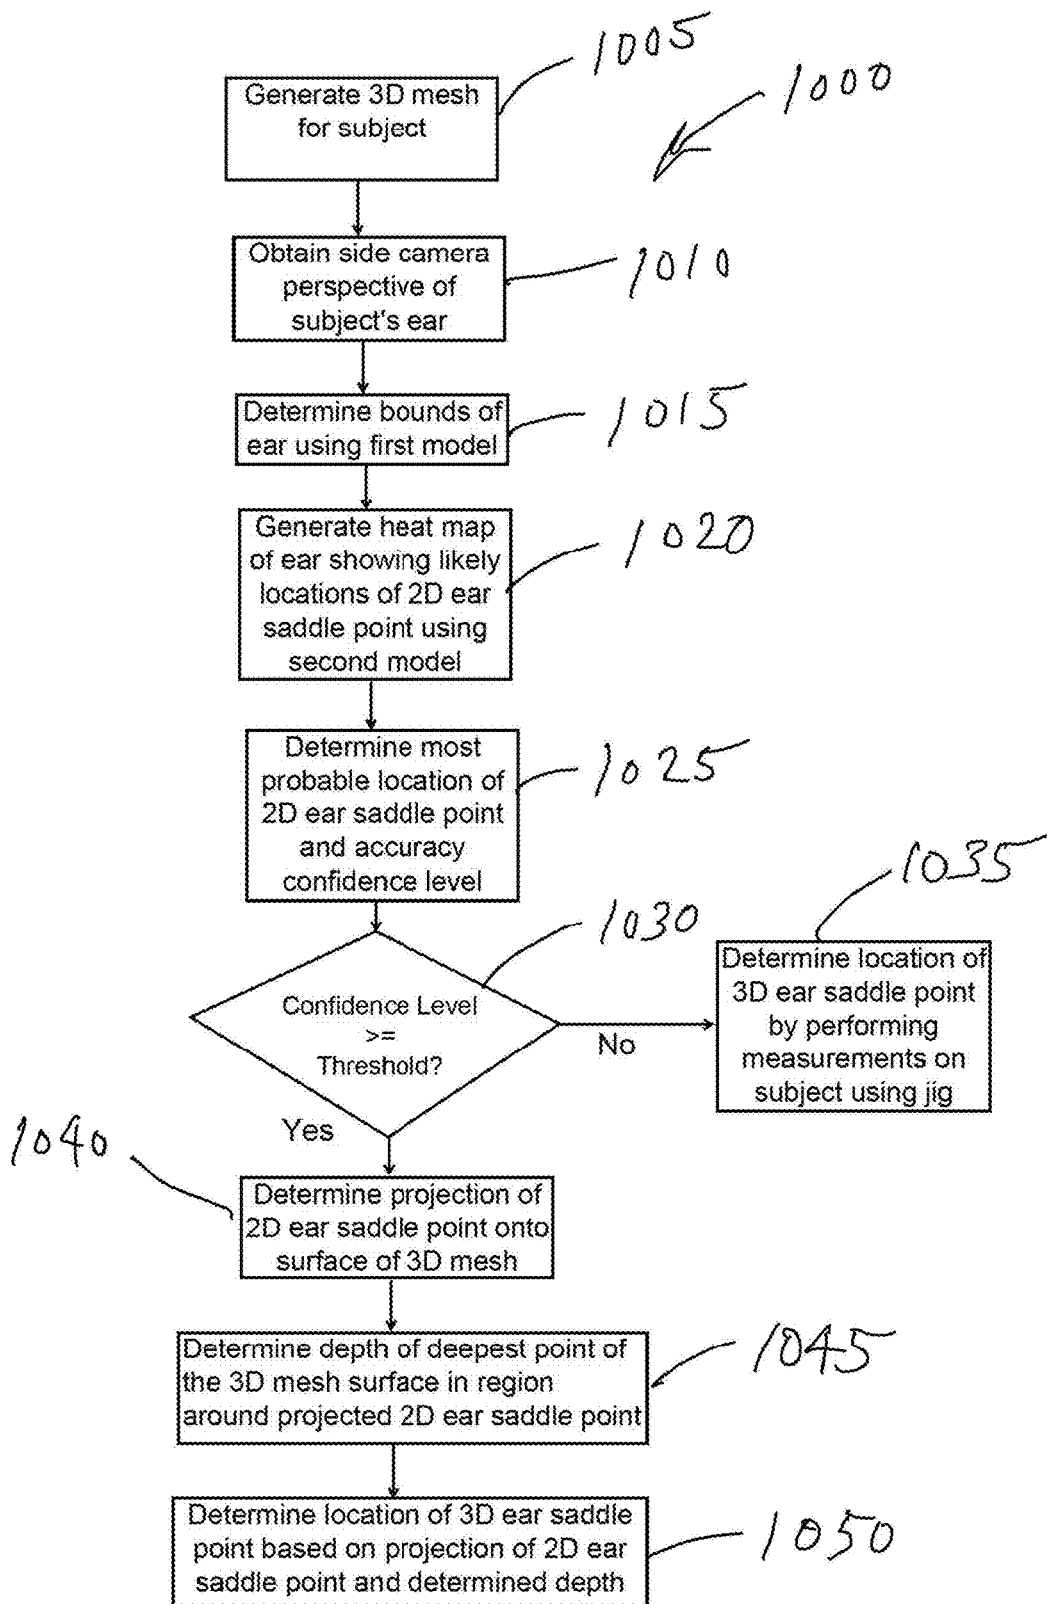 1005
1000
Generate 3D mesh
for subject
Obtain side camera
perspective of
subject's ear
1010
Determine bounds of
ear using first model
1015
Generate heat map
of ear showing likely
locations of 2D ear
saddle point using
second model
1020
Determine most
probable location of
2D ear saddle point
and accuracy
confidence level
1025
1030
Confidence Level
>=
Threshold?
No
Yes
1035
Determine location of
3D ear saddle point
by performing
measurements on
subject using jig
1040
Determine projection of
2D ear saddle point onto
surface of 3D mesh
Determine depth of deepest point of
the 3D mesh surface in region
around projected 2D ear saddle point
1045
Determine location of 3D ear saddle
point based on projection of 2D ear
saddle point and determined depth
1050